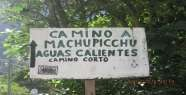 CAMINO A
MACHUPICCHU
AGUAS CALIENTES
CAMINO CORTO